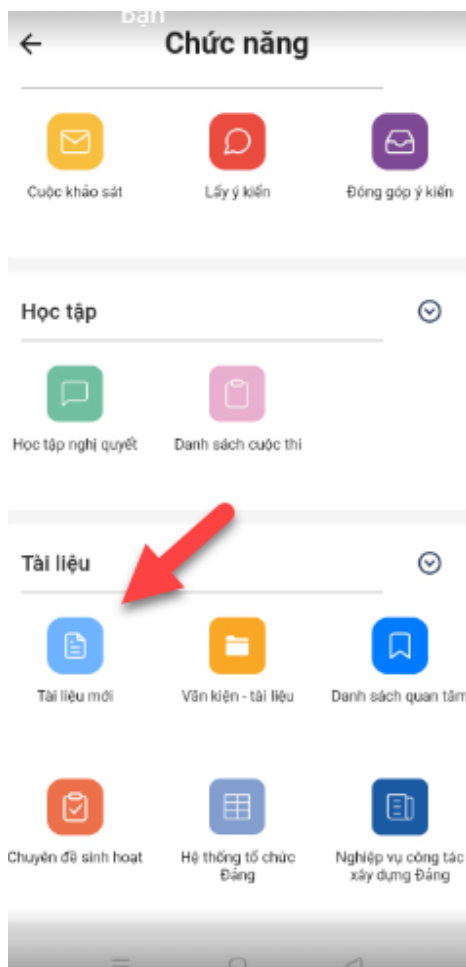 Bạn
Chức năng
Cuộc khảo sát
Lấy ý kiến
Đóng góp ý kiến
Học tập
Học tập nghị quyết
Danh sách cuộc thi
Tài liệu
Tài liệu mới
Văn kiện - tài liệu
Danh sách quan tâm
Chuyên đề sinh hoạt
Hệ thống tổ chức
Đảng
Nghiệp vụ công tác
xây dựng Đảng